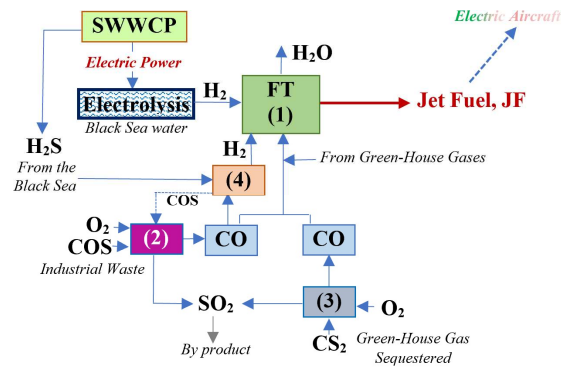 Electric Aircraft
SWWCP
Electric Power
H₂O
Electrolysis
H₂
FT
(1)
Jet Fuel, JF
Black Sea water
H₂S
From the
Black Sea
H₂
From Green-House Gases
(4)
COS
O₂
COS
(2)
CO
CO
Industrial Waste
SO₂
(3)
O₂
By product
CS₂
Green-House Gas
Sequestered